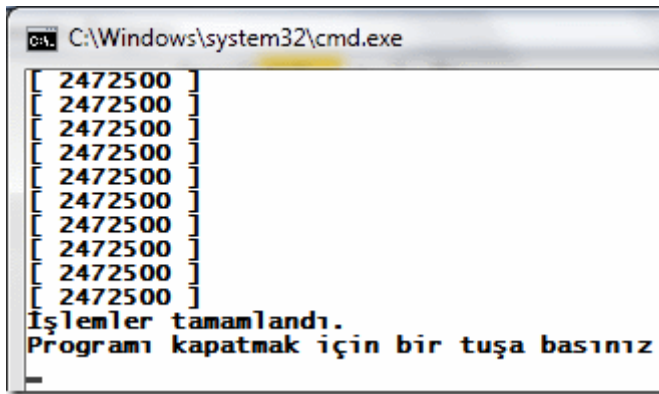 C:\Windows\system32\cmd.exe
[ 2472500 ]
[ 2472500 ]
[ 2472500 ]
[ 2472500 ]
[ 2472500 ]
[ 2472500 ]
[ 2472500 ]
[ 2472500 ]
[ 2472500 ]
[ 2472500 ]
İşlemler tamamlandı.
Programı kapatmak için bir tuşa basınız